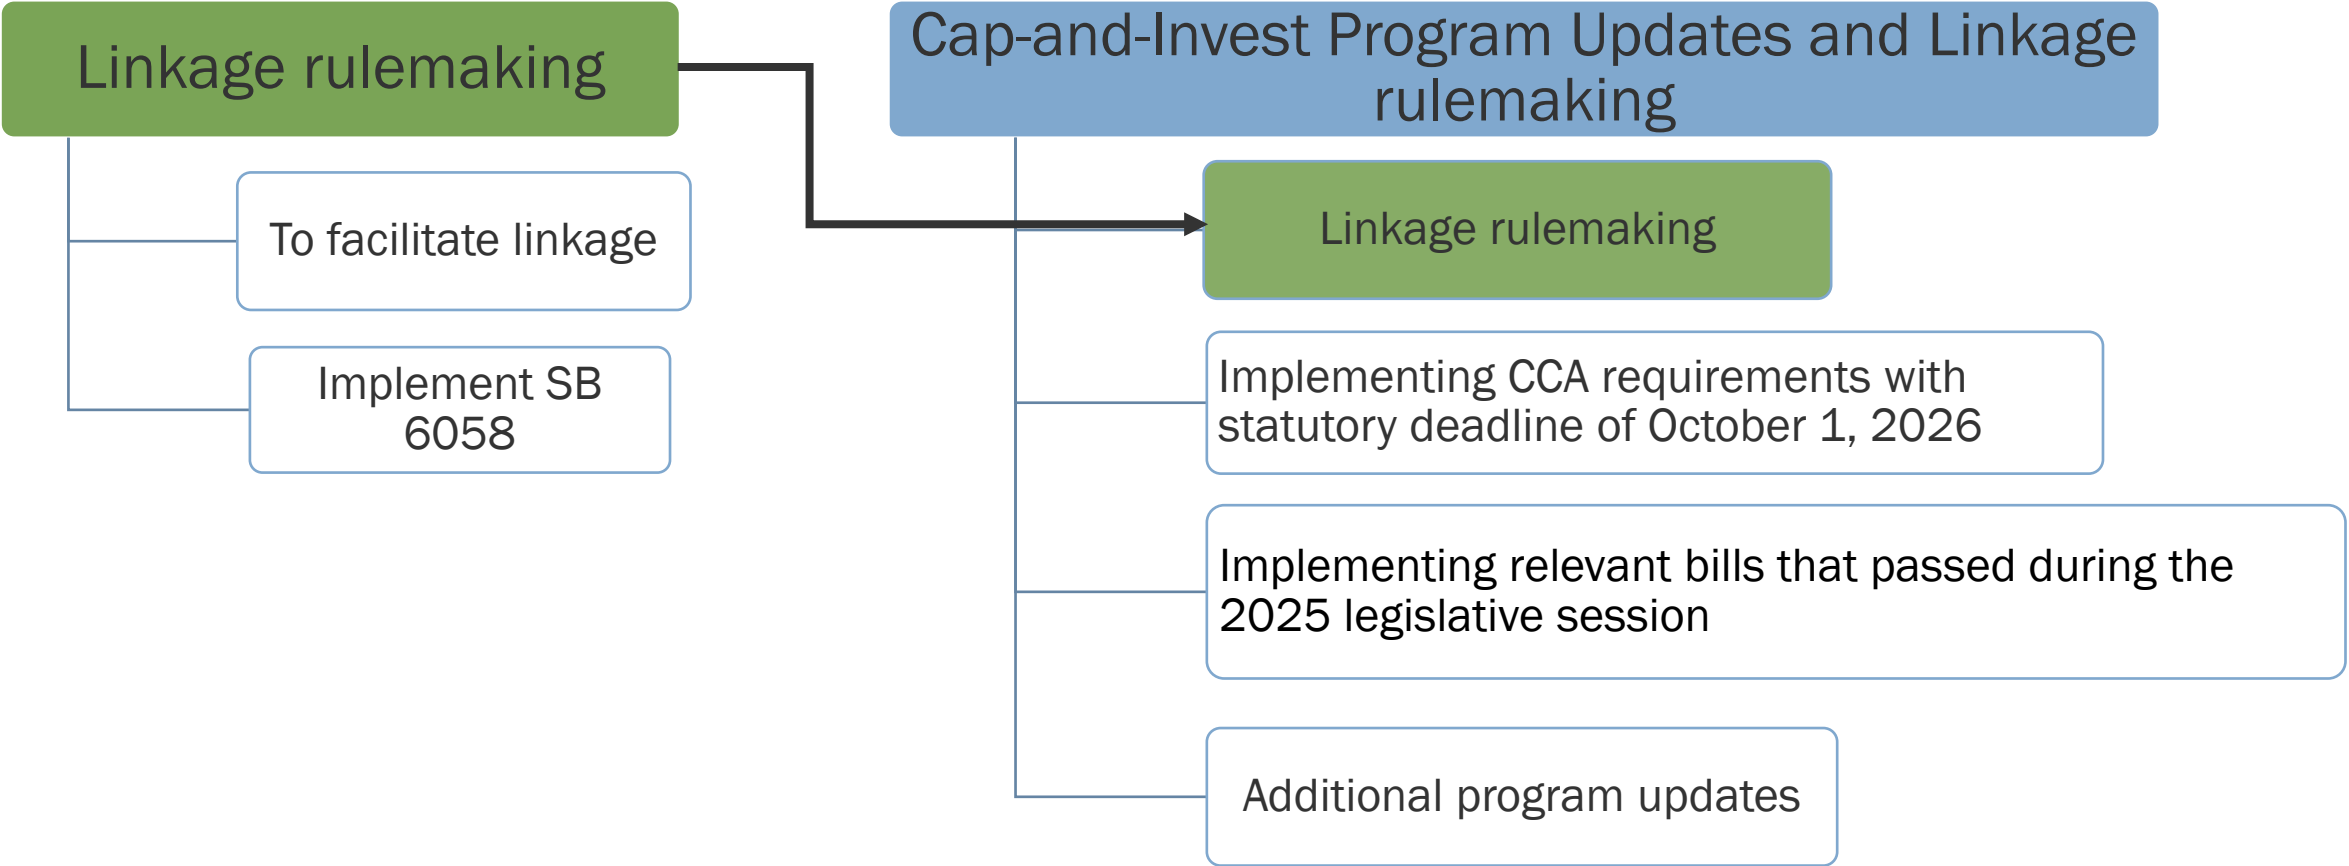 Linkage rulemaking
To facilitate linkage
Implement SB
6058
Cap-and-Invest Program Updates and Linkage
rulemaking
Linkage rulemaking
Implementing CCA requirements with
statutory deadline of October 1, 2026
Implementing relevant bills that passed during the
2025 legislative session
Additional program updates